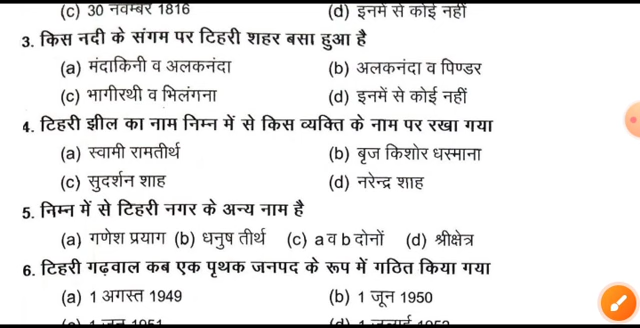 (c) 30 नवम्बर 1816 (d) इनमें से कोई नहीं
3. किस नदी के संगम पर टिहरी शहर बसा हुआ है
(a) मंदाकिनी व अलकनंदा (b) अलकनंदा व पिण्डर
(c) भागीरथी व भिलंगना (d) इनमें से कोई नहीं
4. टिहरी झील का नाम निम्न में से किस व्यक्ति के नाम पर रखा गया
(a) स्वामी रामतीर्थ (b) बृज किशोर धस्माना
(c) सुदर्शन शाह (d) नरेन्द्र शाह
5. निम्न में से टिहरी नगर के अन्य नाम है
(a) गणेश प्रयाग (b) धनुष तीर्थ (c) a व b दोनों (d) श्रीक्षेत्र
6. टिहरी गढ़वाल कब एक पृथक जनपद के रूप में गठित किया गया
(a) 1 अगस्त 1949 (b) 1 जून 1950